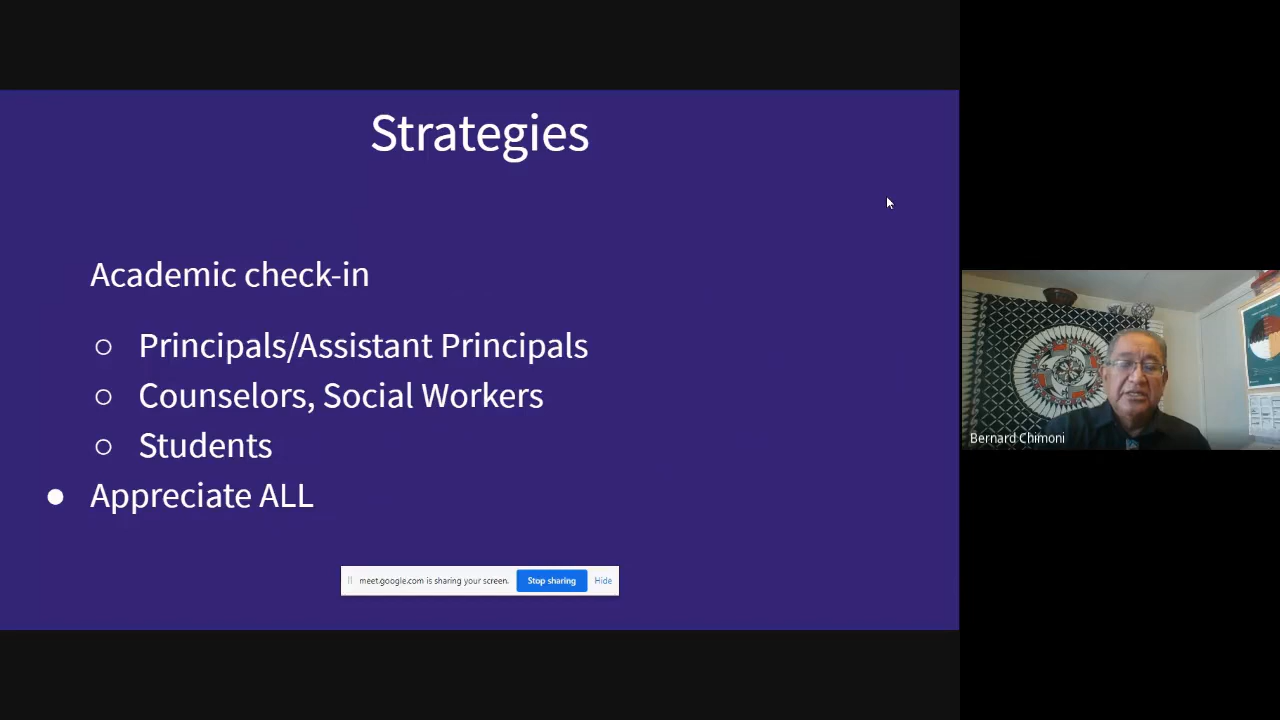 Strategies
Academic check-in
○ Principals/Assistant Principals
○ Counselors, Social Workers
○ Students
● Appreciate ALL
meet.google.com is sharing your screen. Stop sharing Hide
Bernard Chimoni